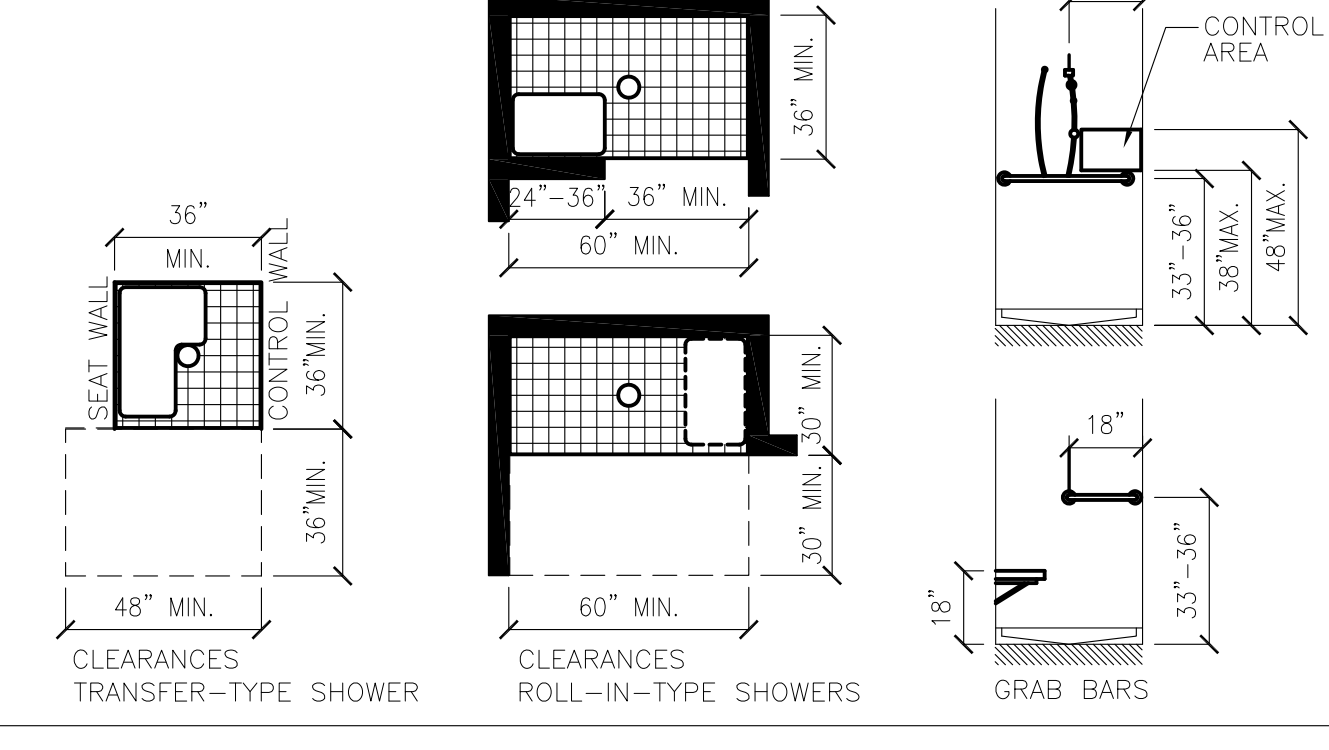 36"
MIN.
SEAT WALL
CONTROL WALL
36"MIN.
36"MIN.
48" MIN.
CLEARANCES
TRANSFER-TYPE SHOWER
36" MIN.
24"-36"
36" MIN.
60" MIN.
30" MIN.
30" MIN.
60" MIN.
CLEARANCES
ROLL-IN-TYPE SHOWERS
CONTROL
AREA
33"-36"
38"MAX.
48"MAX.
18"
33"-36"
18"
GRAB BARS